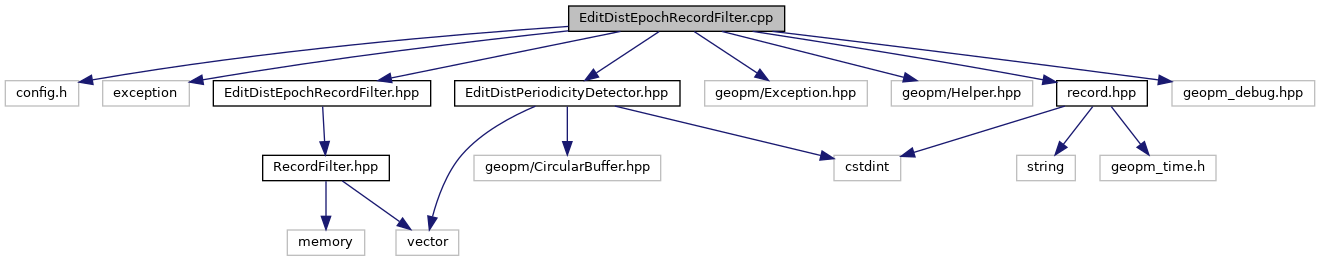 EditDistEpochRecordFilter.cpp
config.h
exception
EditDistEpochRecordFilter.hpp
EditDistPeriodicityDetector.hpp
geopm/Exception.hpp
geopm/Helper.hpp
record.hpp
geopm_debug.hpp
RecordFilter.hpp
geopm/CircularBuffer.hpp
cstdint
string
geopm_time.h
memory
vector